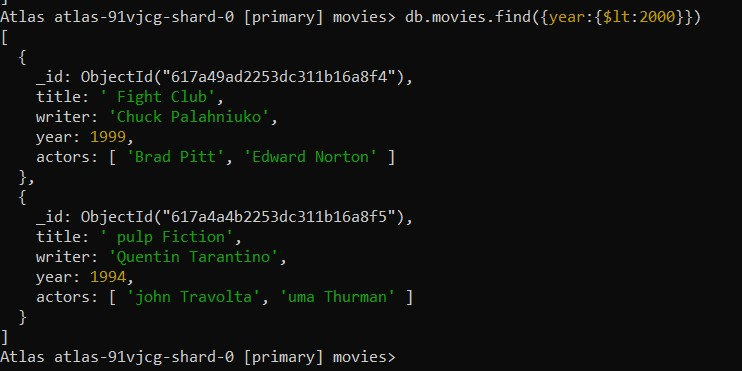 ]
Atlas atlas-91vjcg-shard-0 [primary] movies> db.movies.find({year:{$lt:2000}})
[
  {
    _id: ObjectId("617a49ad2253dc311b16a8f4"),
    title: ' Fight Club',
    writer: 'Chuck Palahniuko',
    year: 1999,
    actors: [ 'Brad Pitt', 'Edward Norton' ]
  },
  {
    _id: ObjectId("617a4a4b2253dc311b16a8f5"),
    title: ' pulp Fiction',
    writer: 'Quentin Tarantino',
    year: 1994,
    actors: [ 'john Travolta', 'uma Thurman' ]
  }
]
Atlas atlas-91vjcg-shard-0 [primary] movies>